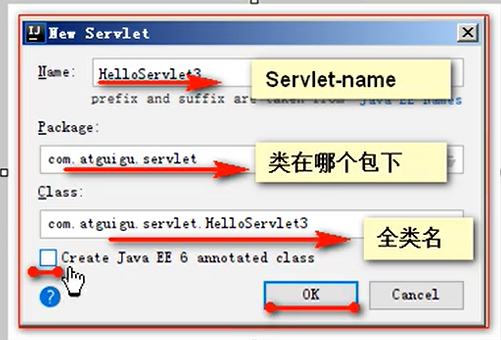 IJ New Servlet
Name: HelloServlet3
Servlet-name
prefix and suffix are taken from Java EE Names
Package:
com.atguigu.servlet
类在哪个包下
Class:
com.atguigu.servlet.HelloServlet3
全类名
Create Java EE 6 annotated class
? OK Cancel